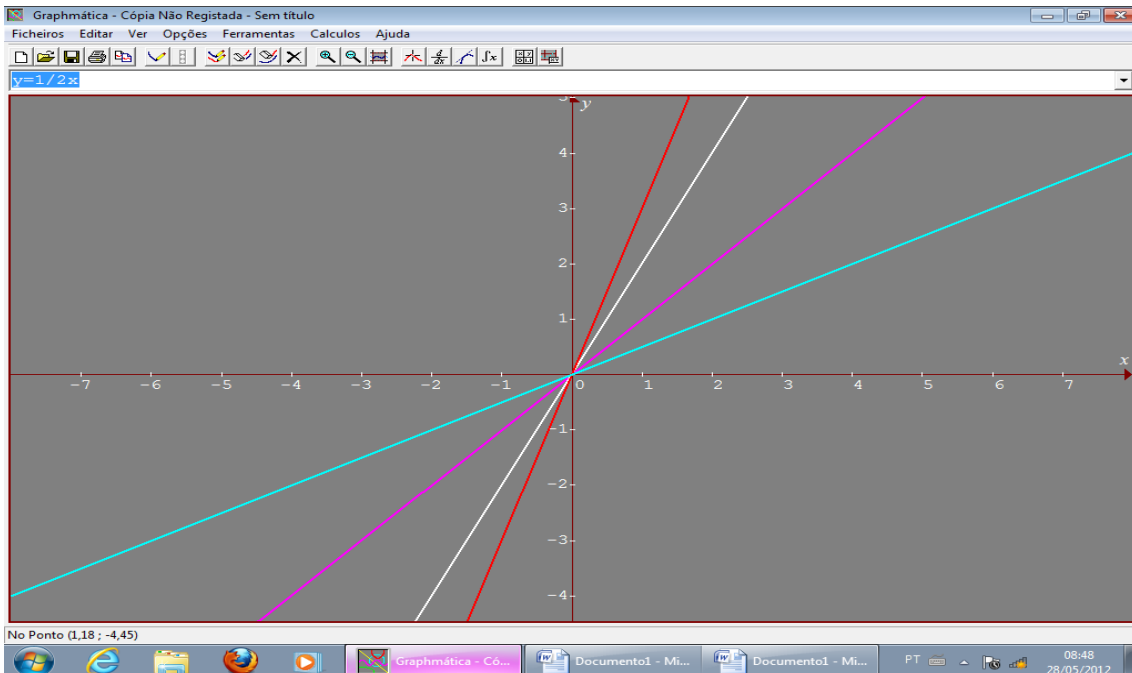 Graphmática - Cópia Não Registada - Sem título
Ficheiros Editar Ver Opções Ferramentas Calculos Ajuda
y=1/2x
5 y
4
3
2
1
x
-7 -6 -5 -4 -3 -2 -1 0 1 2 3 4 5 6 7
-1
-2
-3
-4
No Ponto (1,18 ; -4,45)
Graphmática - Có... Documento1 - Mi... Documento1 - Mi... PT 08:48
28/05/2012